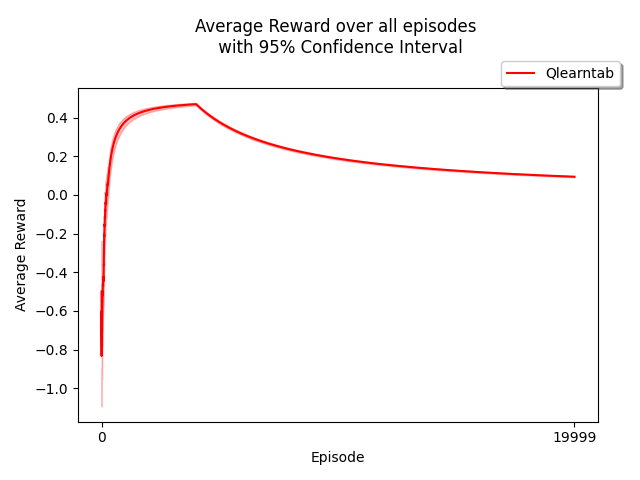 Average Reward over all episodes
with 95% Confidence Interval
Qlearntab
0.4
0.2
0.0
−0.2
−0.4
−0.6
−0.8
−1.0
Average Reward
0
19999
Episode